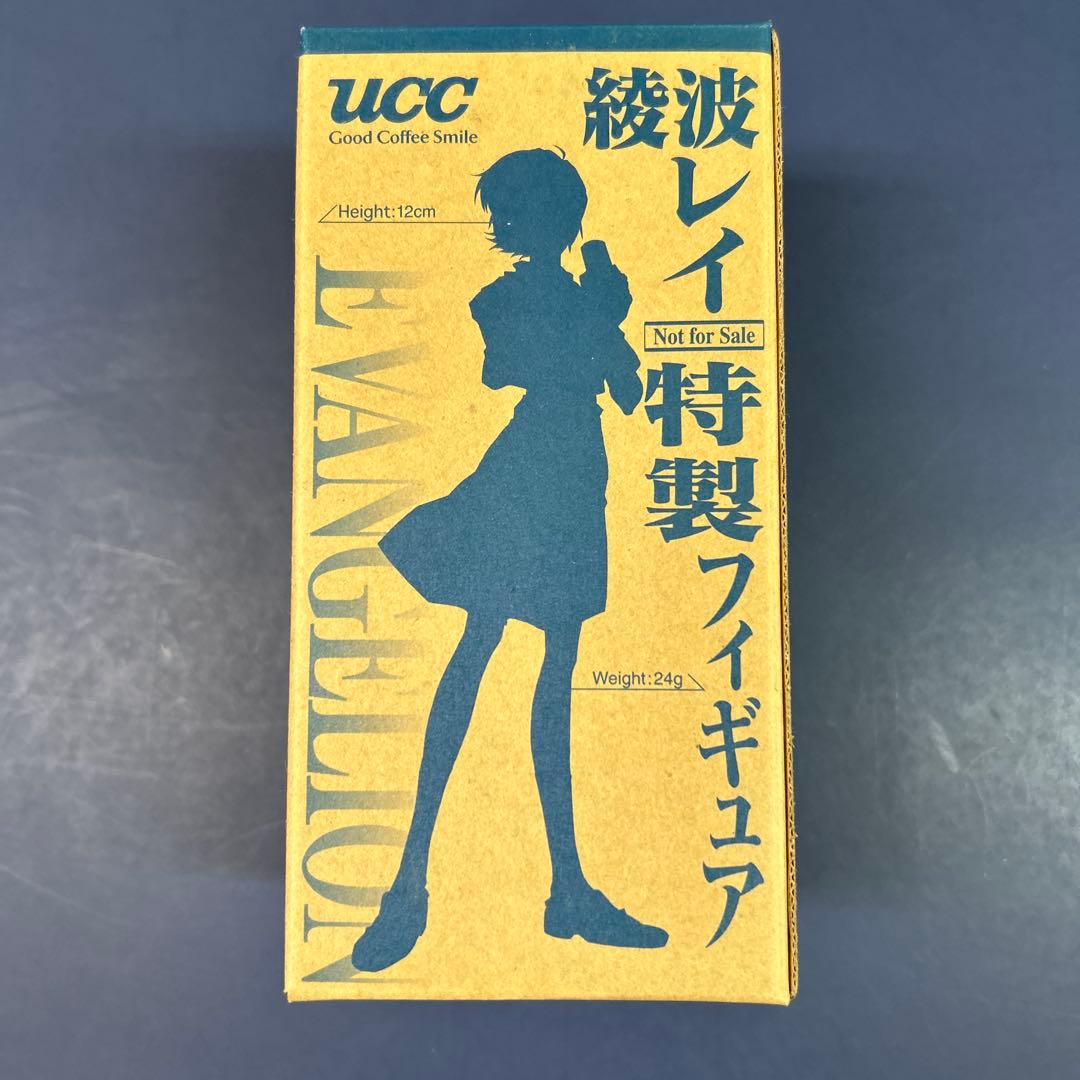 UCC
Good Coffee Smile
Height:12cm
EVANGELION
綾波レイ
Not for Sale
特製フィギュア
Weight:24g